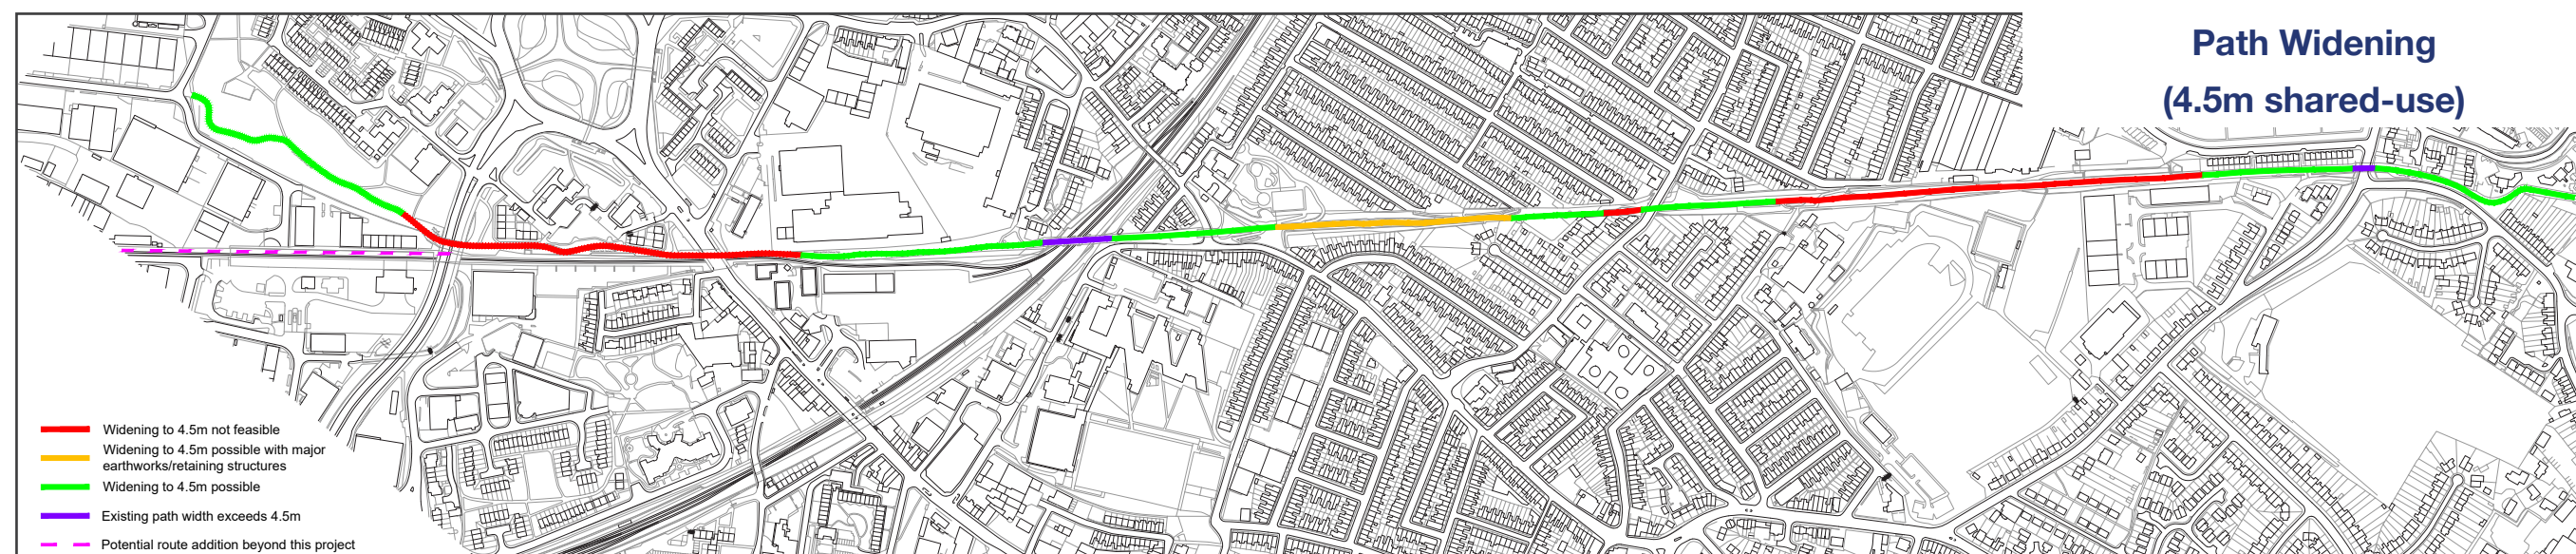 Path Widening
(4.5m shared-use)
Widening to 4.5m not feasible
Widening to 4.5m possible with major
earthworks/retaining structures
Widening to 4.5m possible
Existing path width exceeds 4.5m
Potential route addition beyond this project